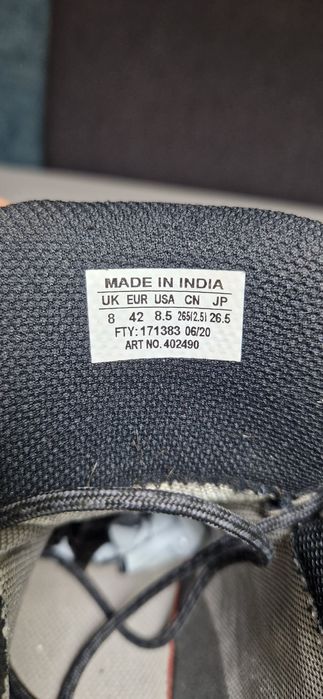 MADE IN INDIA
UK EUR USA CN JP
8 42 8.5 265(2.5) 26.5
FTY: 171383 06/20
ART NO. 402490